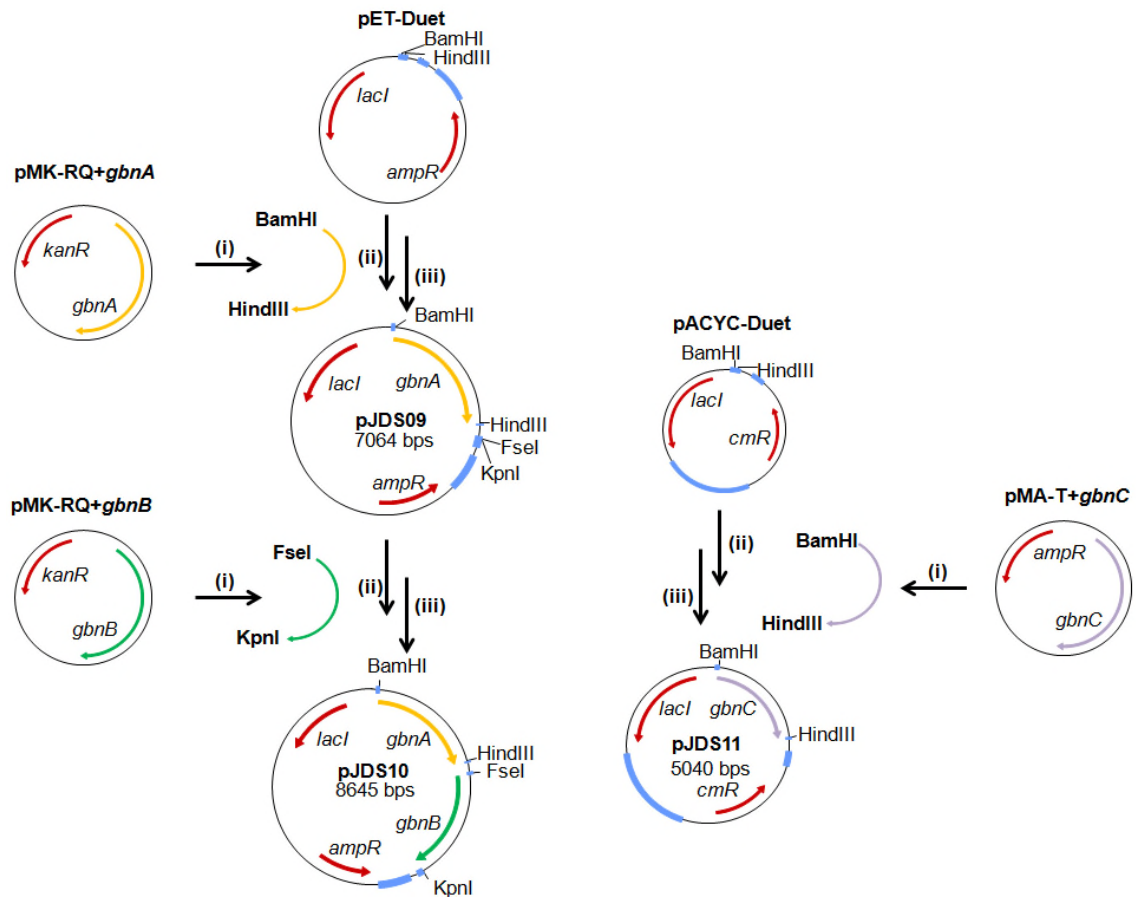 pET-Duet
BamHI
HindIII
lacI
ampR
pMK-RQ+gbnA
kanR
gbnA
(i)
BamHI
HindIII
(ii)
(iii)
BamHI
lacI
gbnA
pJDS09
7064 bps
HindIII
FseI
KpnI
ampR
pMK-RQ+gbnB
kanR
gbnB
(i)
FseI
KpnI
(ii)
(iii)
BamHI
lacI
gbnA
HindIII
FseI
pJDS10
8645 bps
gbnB
ampR
KpnI
pACYC-Duet
BamHI
HindIII
lacI
cmR
(ii)
(iii)
pMA-T+gbnC
ampR
gbnC
(i)
BamHI
HindIII
BamHI
lacI
gbnC
HindIII
pJDS11
5040 bps
cmR